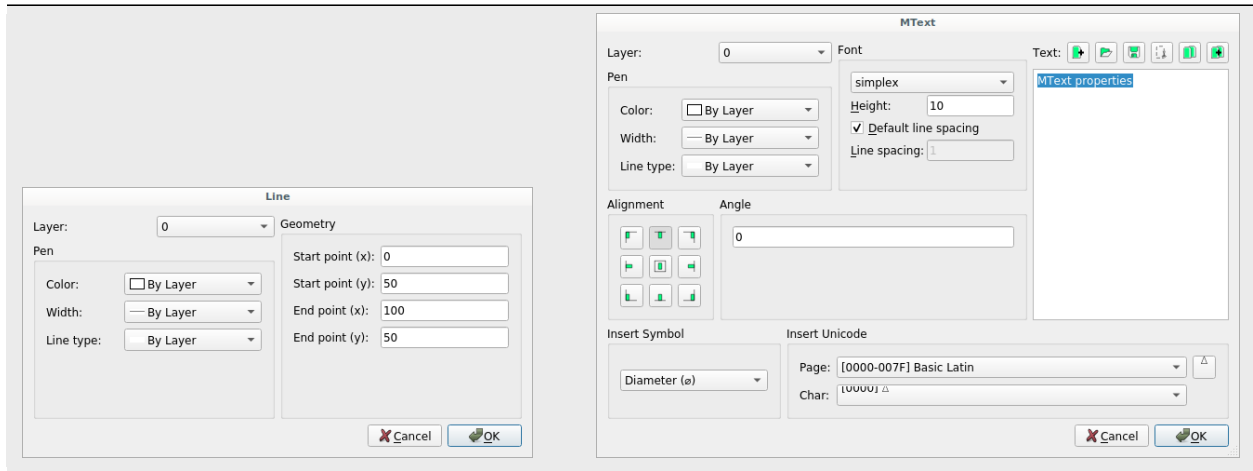 Line
Layer:
0
Geometry
Pen
Color:
By Layer
Width:
By Layer
Line type:
By Layer
Start point (x):
0
Start point (y):
50
End point (x):
100
End point (y):
50
Cancel
OK
MText
Layer:
0
Font
Text:
Pen
Color:
By Layer
Width:
By Layer
Line type:
By Layer
simplex
Height:
10
Default line spacing
Line spacing:
1
MText properties
Alignment
Angle
0
Insert Symbol
Diameter (ø)
Insert Unicode
Page:
[0000-007F] Basic Latin
Char:
[0000]
Cancel
OK